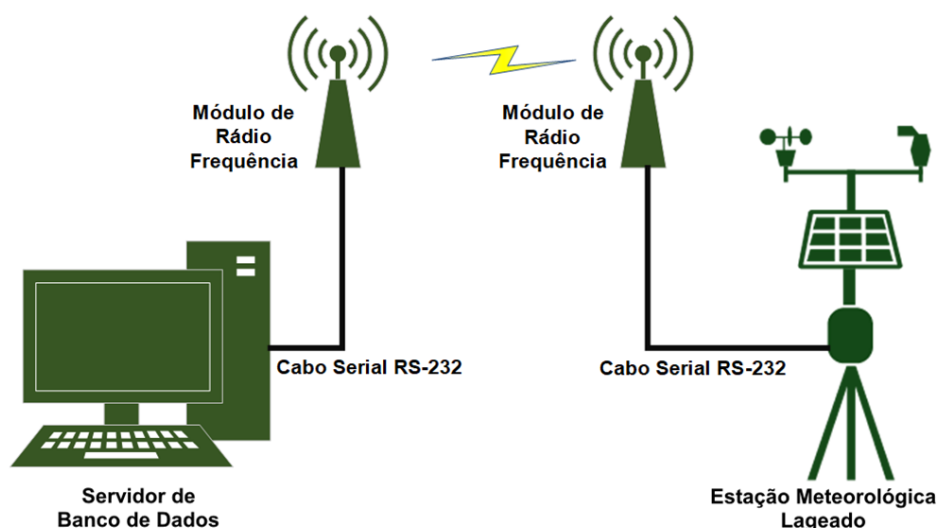 Módulo de
Rádio
Frequência
Módulo de
Rádio
Frequência
Cabo Serial RS-232
Cabo Serial RS-232
Servidor de
Banco de Dados
Estação Meteorológica
Lageado